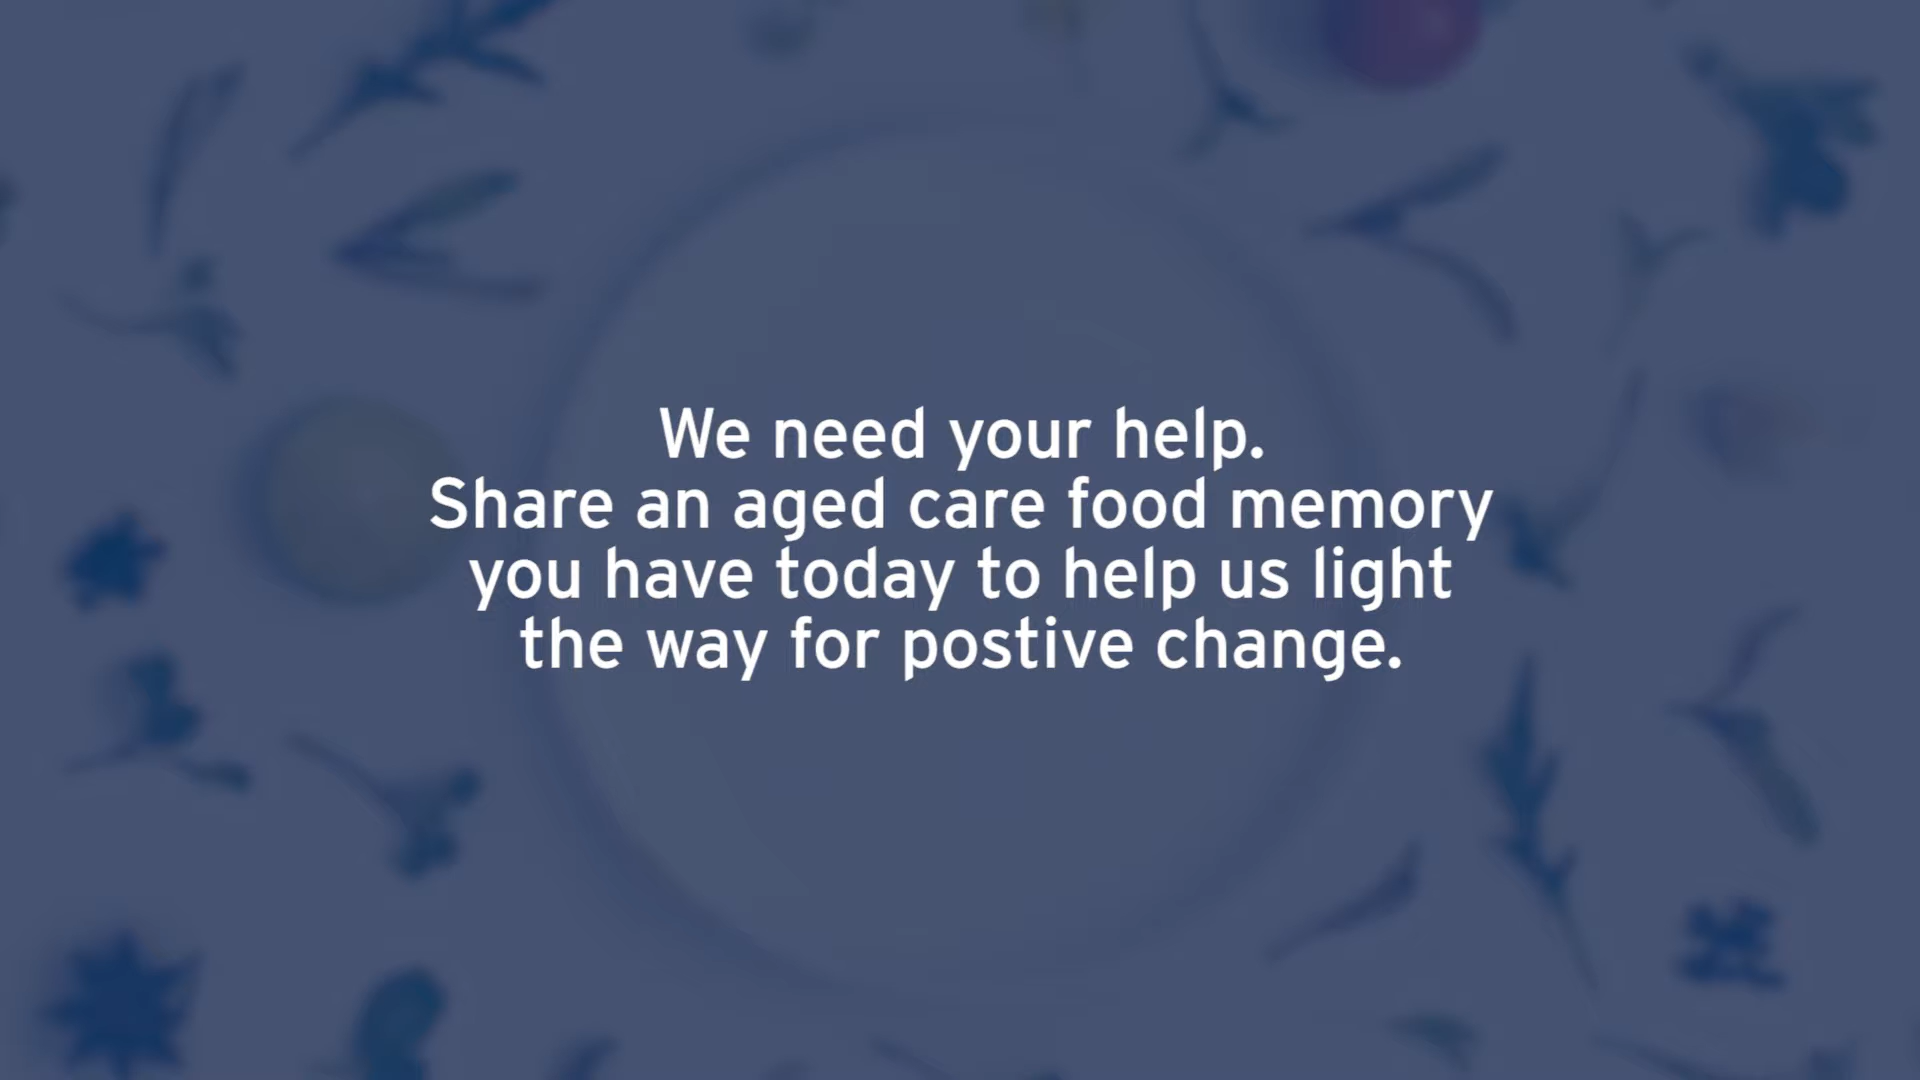 We need your help.
Share an aged care food memory
you have today to help us light
the way for postive change.